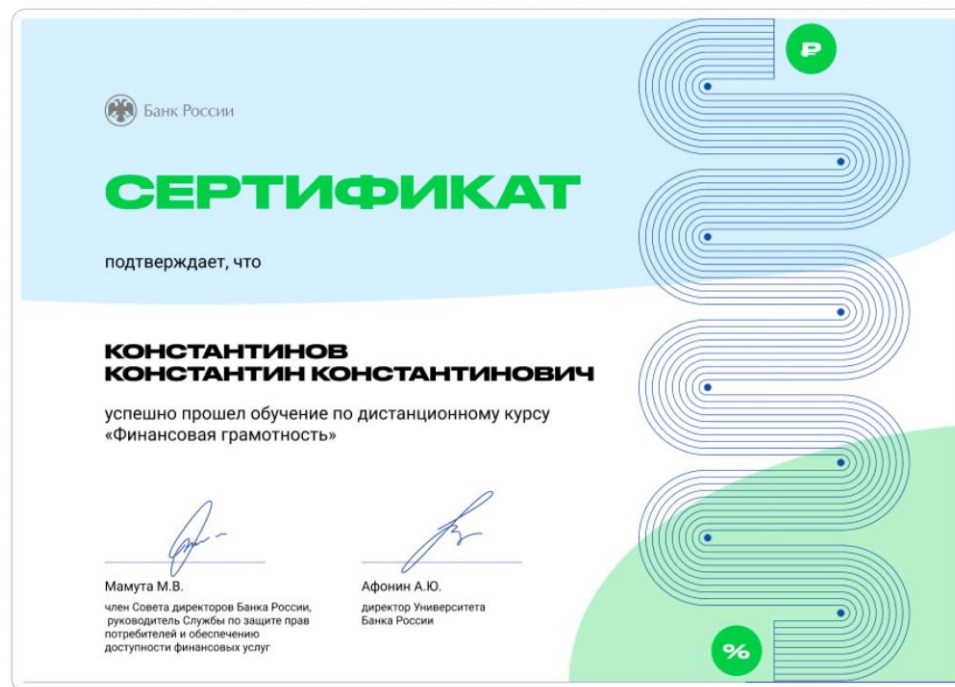 ₽
Банк России
СЕРТИФИКАТ
подтверждает, что
КОНСТАНТИНОВ
КОНСТАНТИН КОНСТАНТИНОВИЧ
успешно прошел обучение по дистанционному курсу
«Финансовая грамотность»
Мамута М.В.
член Совета директоров Банка России,
руководитель Службы по защите прав
потребителей и обеспечению
доступности финансовых услуг
Афонин А.Ю.
директор Университета
Банка России
%